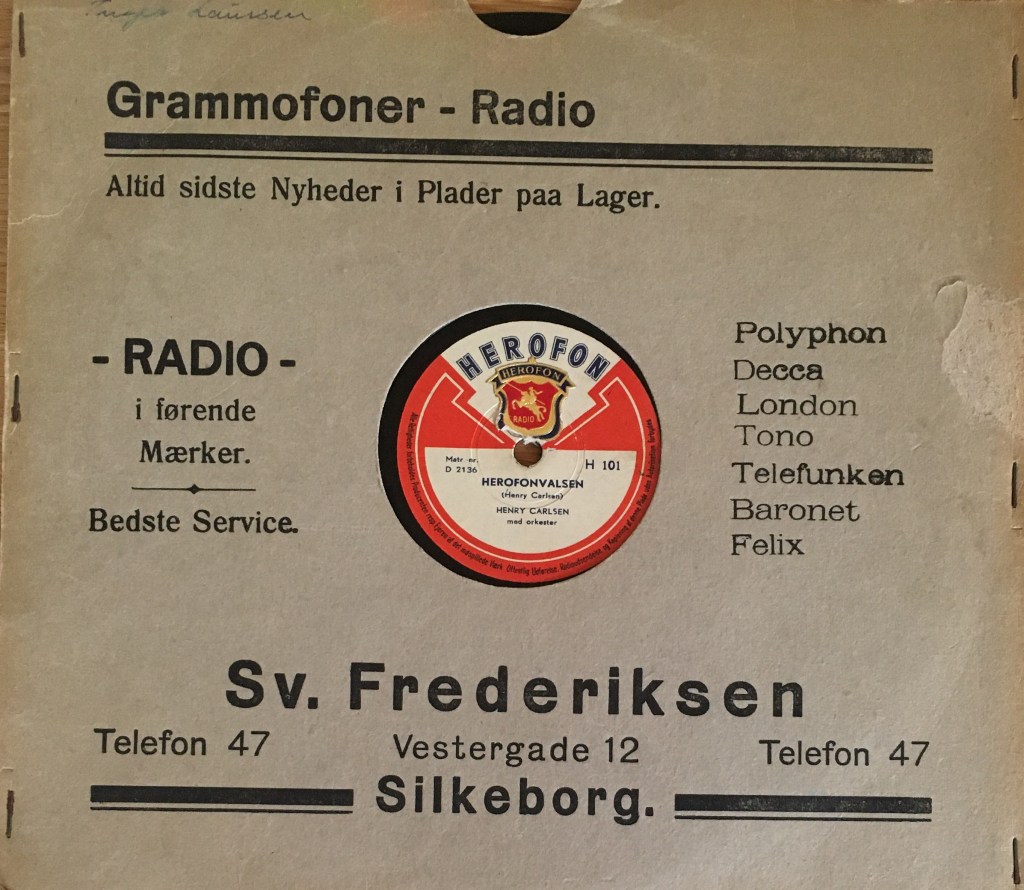 Grammofoner - Radio
Altid sidste Nyheder i Plader paa Lager.
- RADIO -
i førende
Mærker.
Bedste Service.
HEROFON
HEROFON
RADIO
Matr nr.
D 2136
H 101
HEROFONVALSEN
(Henry Carlsen)
HENRY CARLSEN
med orkester
Polyphon
Decca
London
Tono
Telefunken
Baronet
Felix
Sv. Frederiksen
Telefon 47
Vestergade 12
Telefon 47
Silkeborg.